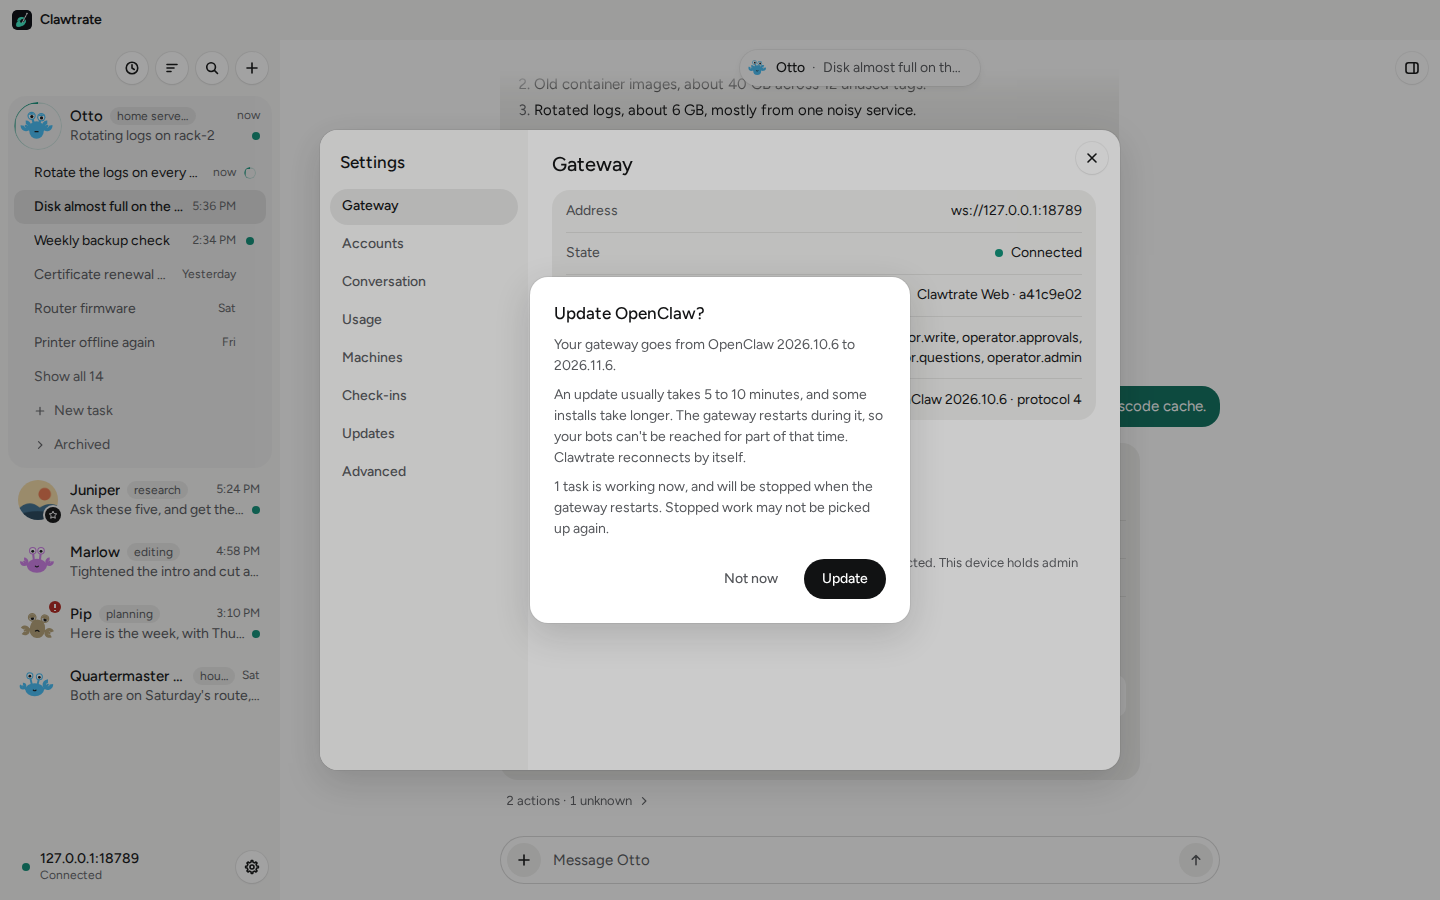 Clawtrate
Otto home serve... now
Rotating logs on rack-2
Rotate the logs on every ... now
Disk almost full on the ... 5:36 PM
Weekly backup check 2:34 PM
Certificate renewal ... Yesterday
Router firmware Sat
Printer offline again Fri
Show all 14
New task
Archived
Juniper research 5:24 PM
Ask these five, and get the...
Marlow editing 4:58 PM
Tightened the intro and cut a...
Pip planning 3:10 PM
Here is the week, with Thu...
Quartermaster ... hou... Sat
Both are on Saturday's route,...
127.0.0.1:18789
Connected
Otto · Disk almost full on th...
2. Old container images, about 40 GB across 12 unused tags.
3. Rotated logs, about 6 GB, mostly from one noisy service.
scode cache.
Settings
Gateway
Accounts
Conversation
Usage
Machines
Check-ins
Updates
Advanced
Gateway
Address ws://127.0.0.1:18789
State Connected
Clawtrate Web · a41c9e02
or.write, operator.approvals,
r.questions, operator.admin
Claw 2026.10.6 · protocol 4
cted. This device holds admin
Update OpenClaw?
Your gateway goes from OpenClaw 2026.10.6 to
2026.11.6.
An update usually takes 5 to 10 minutes, and some
installs take longer. The gateway restarts during it, so
your bots can't be reached for part of that time.
Clawtrate reconnects by itself.
1 task is working now, and will be stopped when the
gateway restarts. Stopped work may not be picked
up again.
Not now Update
2 actions · 1 unknown
Message Otto